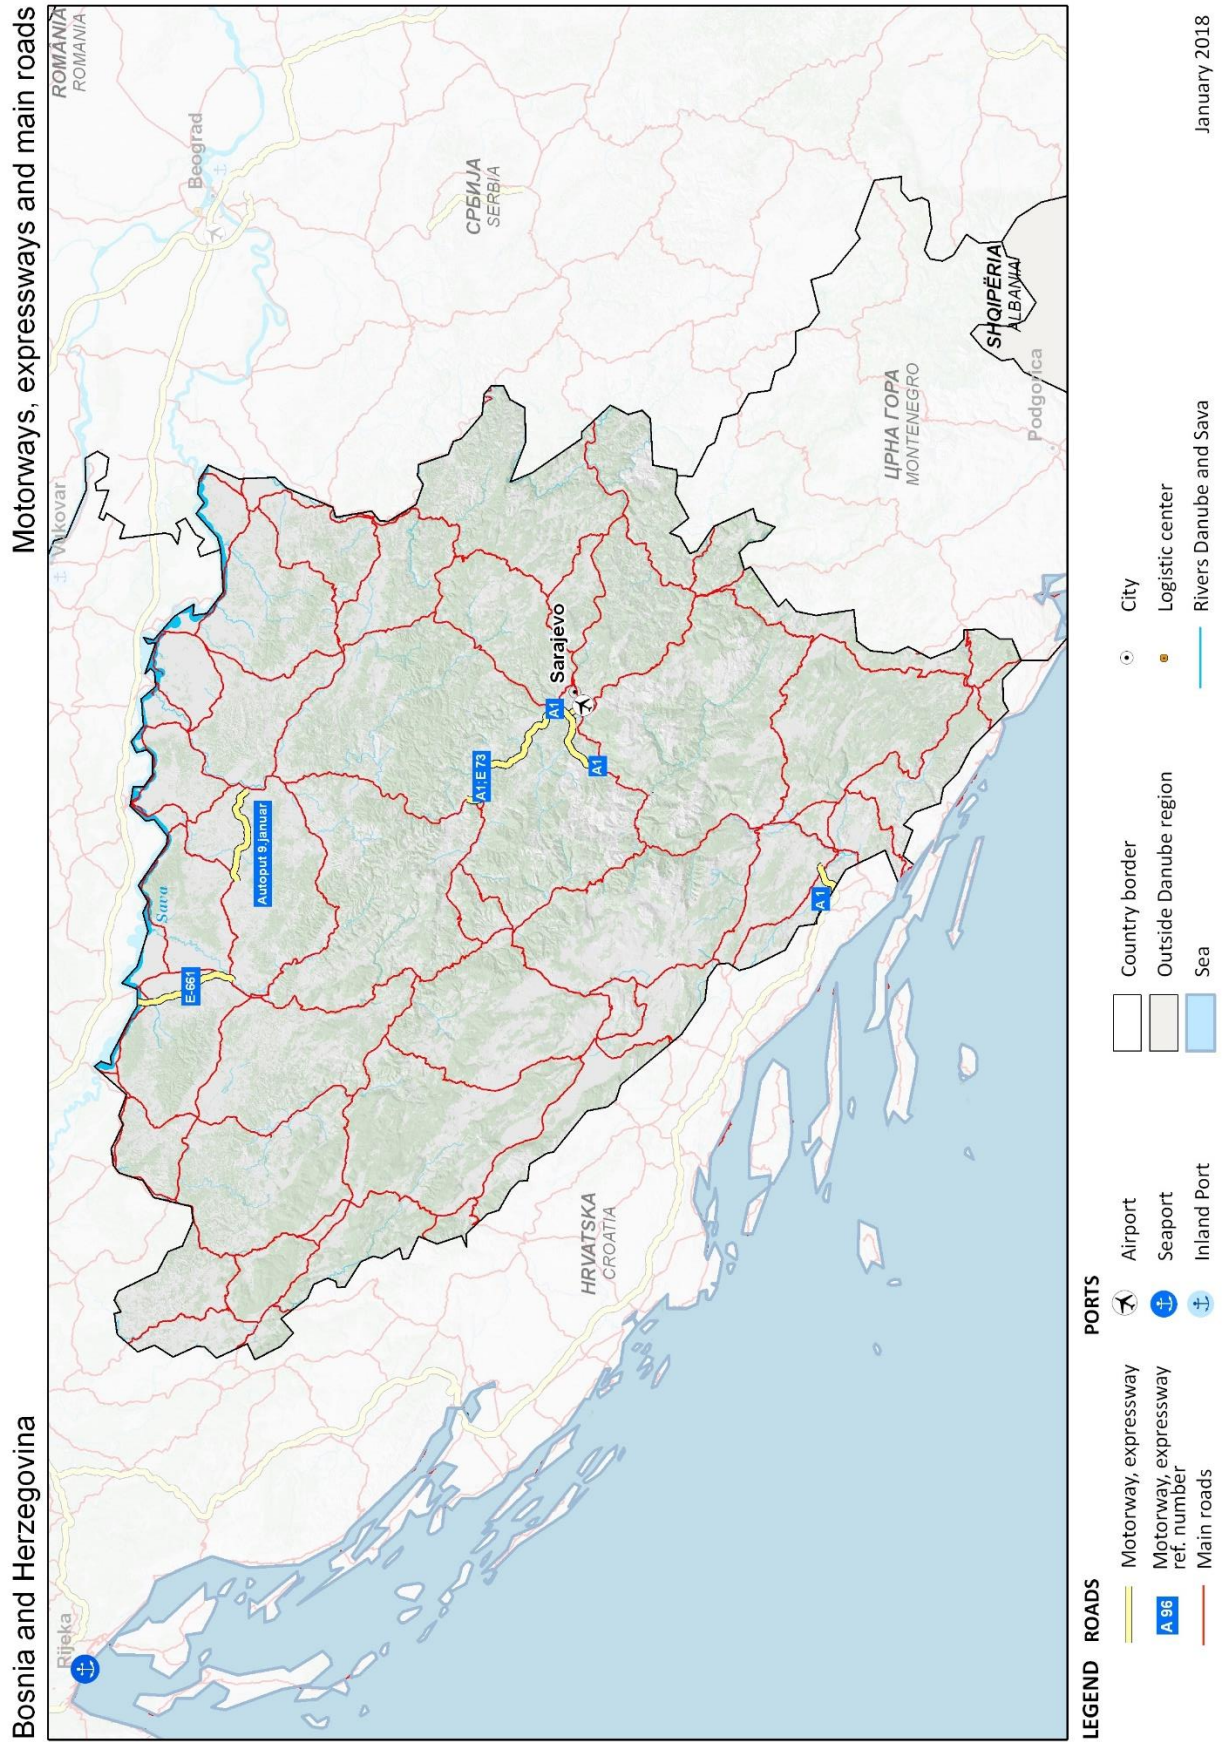 Bosnia and Herzegovina
Motorways, expressways and main roads
ROMÂNIA
ROMANIA
Rijeka
Vukovar
Beograd
Sava
E-661
Autoput 9.januar
СРБИЈА
SERBIA
A1; E 73
A1
Sarajevo
A1
HRVATSKA
CROATIA
A 1
ЦРНА ГОРА
MONTENEGRO
SHQIPËRIA
ALBANIA
Podgorica
LEGEND
ROADS
Motorway, expressway
A 96
Motorway, expressway
ref. number
Main roads
PORTS
Airport
Seaport
Inland Port
Country border
Outside Danube region
Sea
City
Logistic center
Rivers Danube and Sava
January 2018